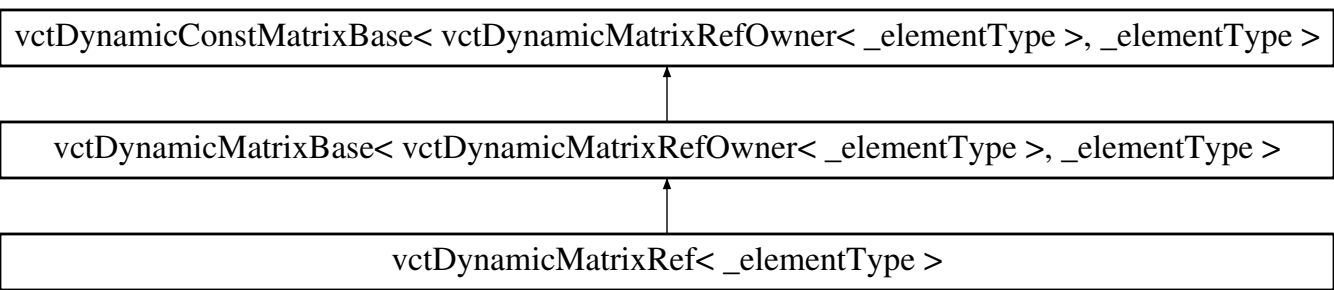 vctDynamicConstMatrixBase< vctDynamicMatrixRefOwner< _elementType >, _elementType >
vctDynamicMatrixBase< vctDynamicMatrixRefOwner< _elementType >, _elementType >
vctDynamicMatrixRef< _elementType >